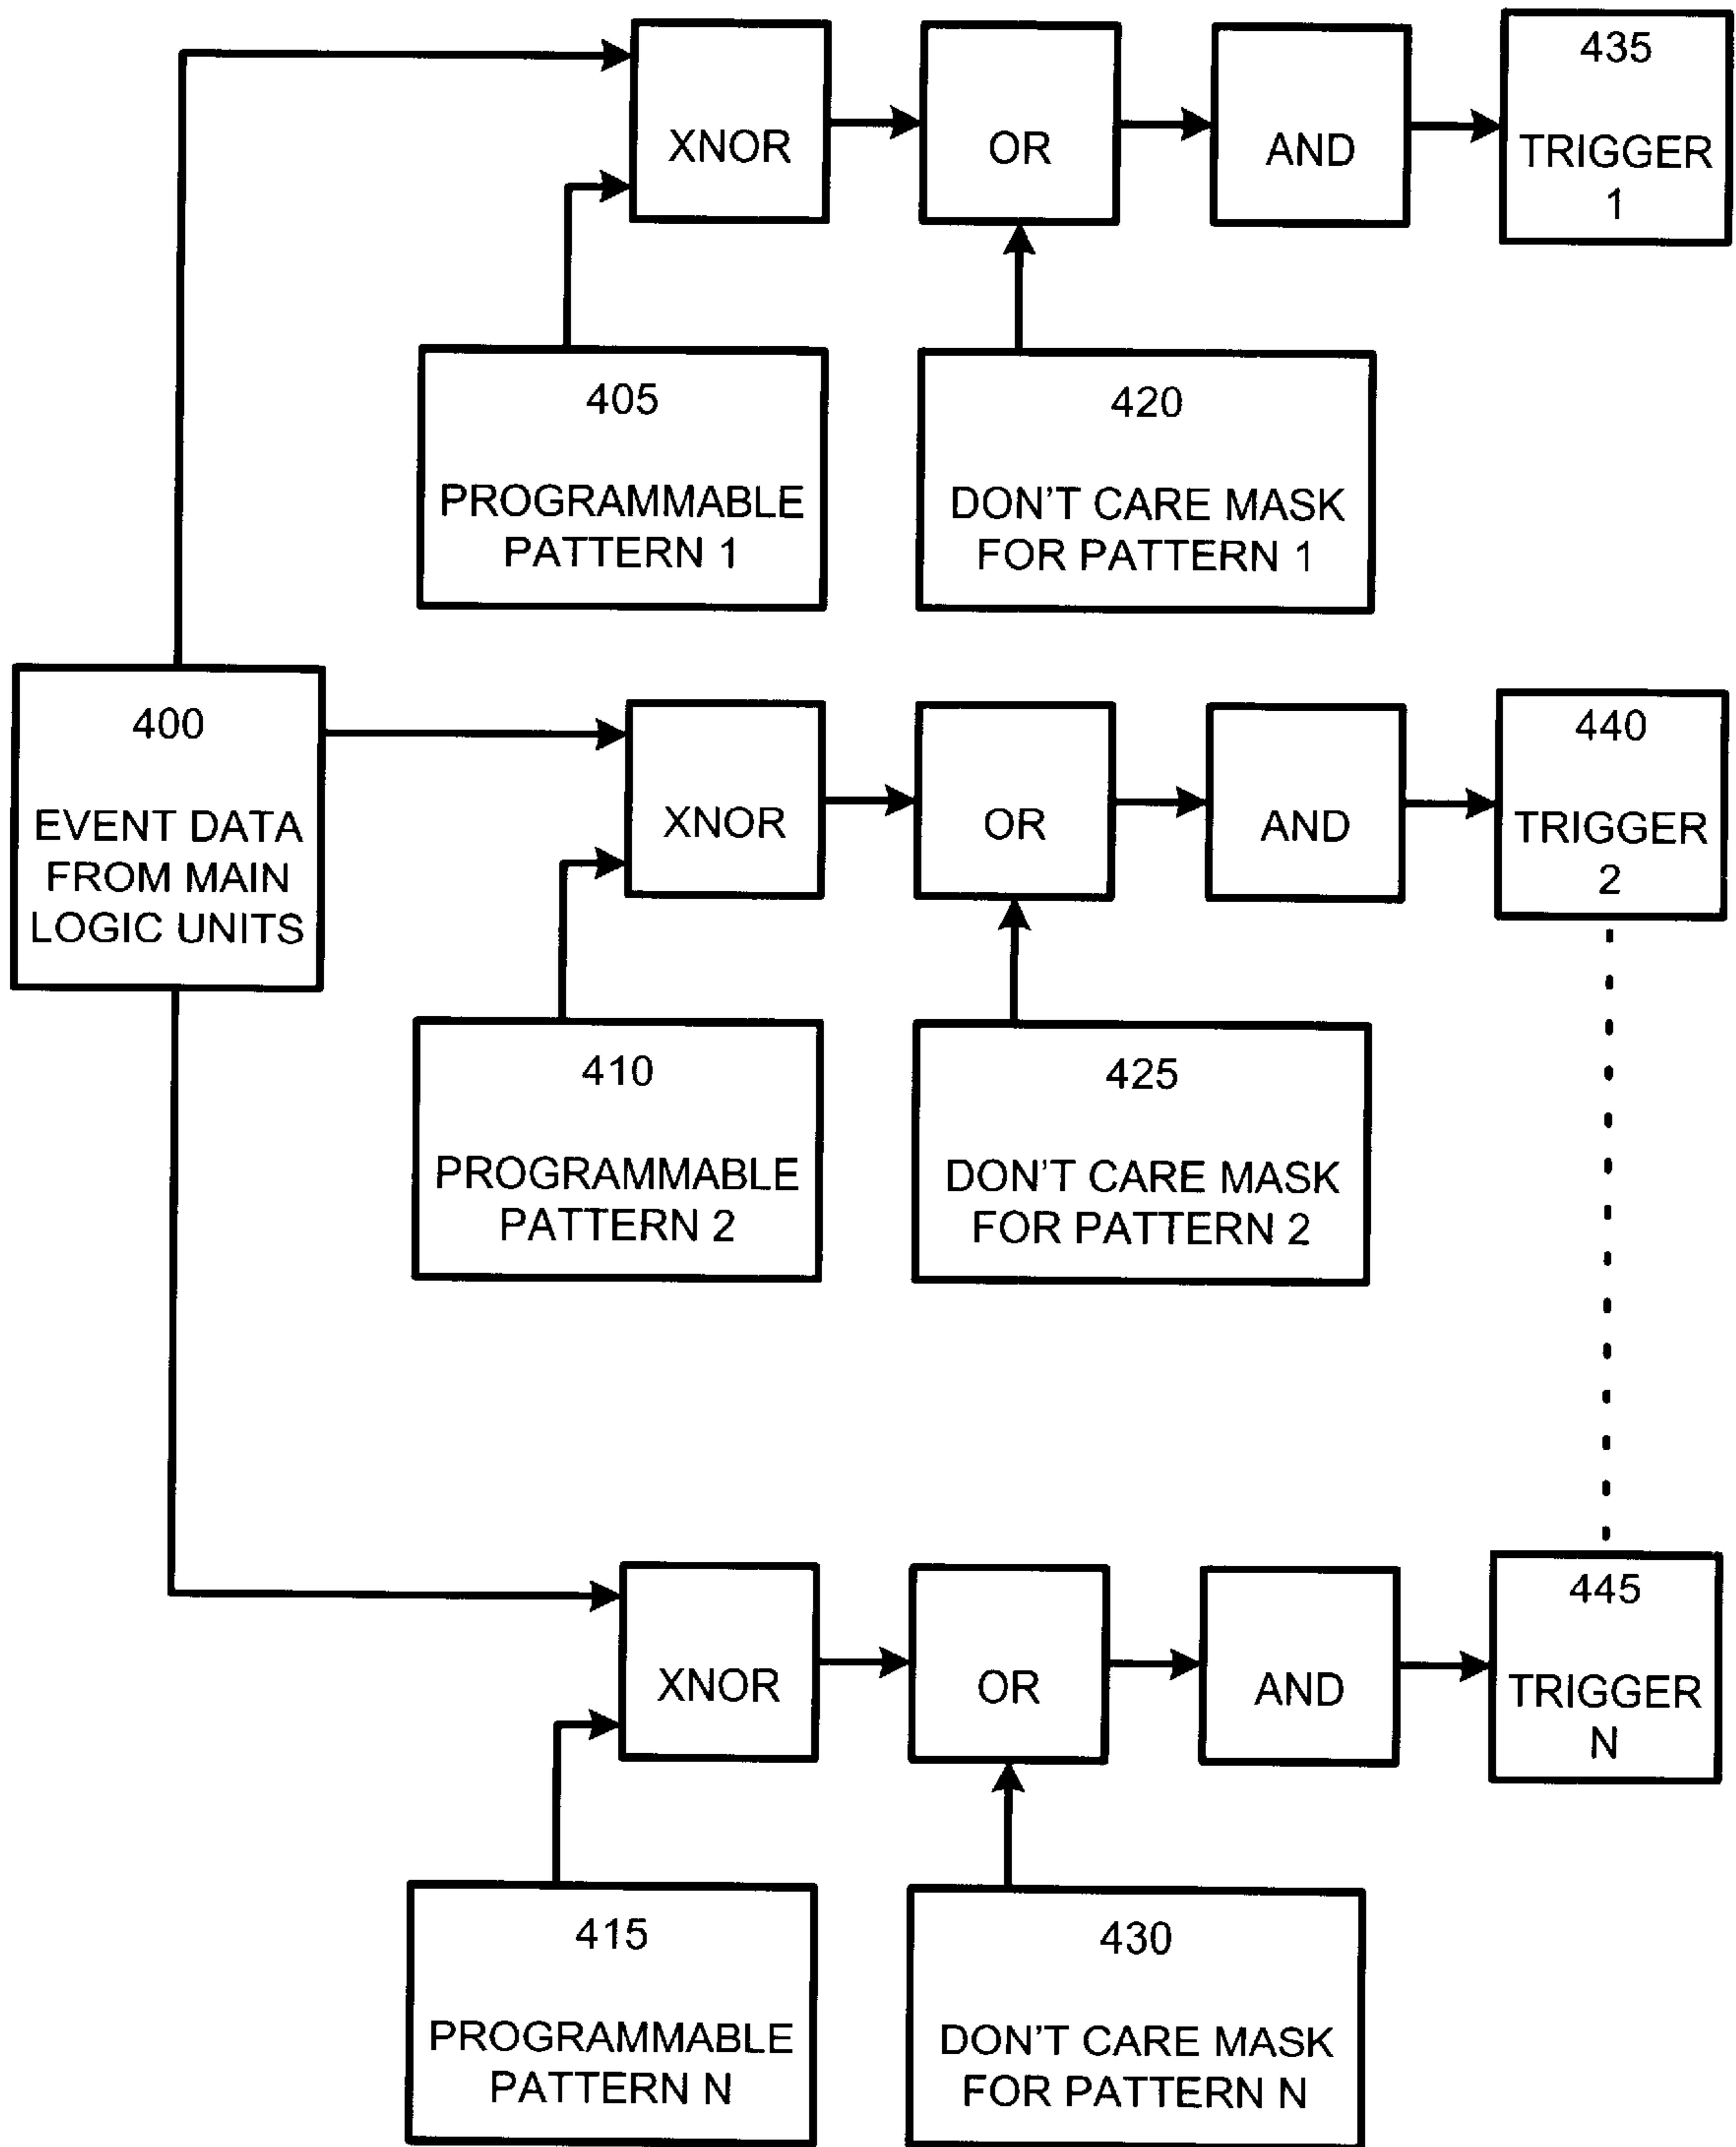 XNOR
OR
AND
435
TRIGGER
1
405
PROGRAMMABLE
PATTERN 1
420
DON'T CARE MASK
FOR PATTERN 1
400
EVENT DATA
FROM MAIN
LOGIC UNITS
XNOR
OR
AND
440
TRIGGER
2
410
PROGRAMMABLE
PATTERN 2
425
DON'T CARE MASK
FOR PATTERN 2
XNOR
OR
AND
445
TRIGGER
N
415
PROGRAMMABLE
PATTERN N
430
DON'T CARE MASK
FOR PATTERN N